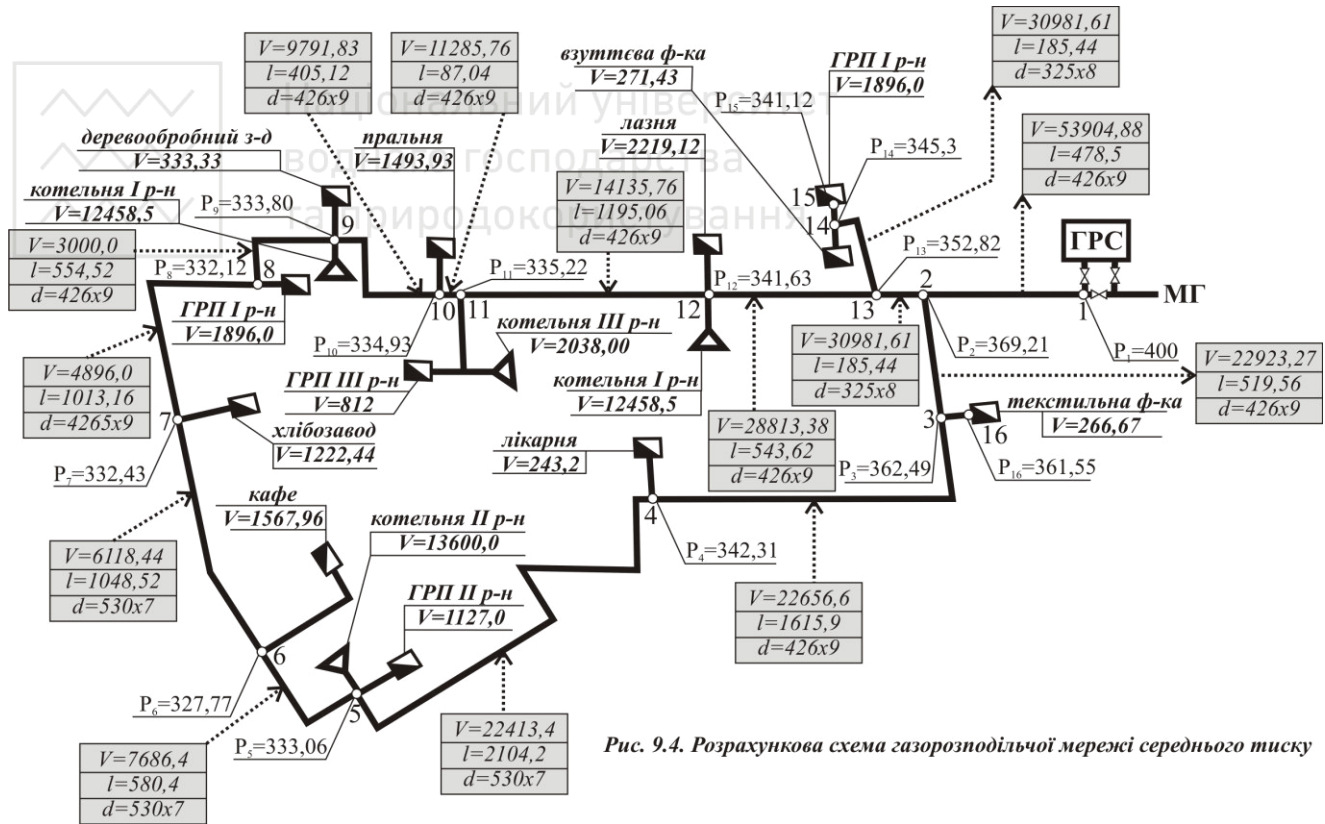 V=9791,83
l=405,12
d=426x9
V=11285,76
l=87,04
d=426x9
взуттєва ф-ка
V=271,43
ГРП I р-н
V=1896,0
V=30981,61
l=185,44
d=325x8
Національний університет
водного господарства
та природокористування
P15=341,12
P14=345,3
деревообробний з-д
V=333,33
пральня
V=1493,93
лазня
V=2219,12
V=53904,88
l=478,5
d=426x9
котельня I р-н
V=12458,5
P9=333,80
9
V=14135,76
l=1195,06
d=426x9
15
14
ГРС
V=3000,0
l=554,52
d=426x9
P8=332,12
8
P11=335,22
P12=341,63
P13=352,82
2
МГ
10
11
12
13
1
ГРП I р-н
V=1896,0
P10=334,93
котельня III р-н
V=2038,00
P2=369,21
P1=400
V=4896,0
l=1013,16
d=4265x9
ГРП III р-н
V=812
котельня I р-н
V=12458,5
V=30981,61
l=185,44
d=325x8
V=22923,27
l=519,56
d=426x9
7
хлібозавод
V=1222,44
V=28813,38
l=543,62
d=426x9
3
16
текстильна ф-ка
V=266,67
P7=332,43
лікарня
V=243,2
P3=362,49
P16=361,55
кафе
V=1567,96
котельня II р-н
V=13600,0
4
P4=342,31
V=6118,44
l=1048,52
d=530x7
ГРП II р-н
V=1127,0
V=22656,6
l=1615,9
d=426x9
6
P6=327,77
5
P5=333,06
V=22413,4
l=2104,2
d=530x7
V=7686,4
l=580,4
d=530x7
Рис. 9.4. Розрахункова схема газорозподільчої мережі середнього тиску